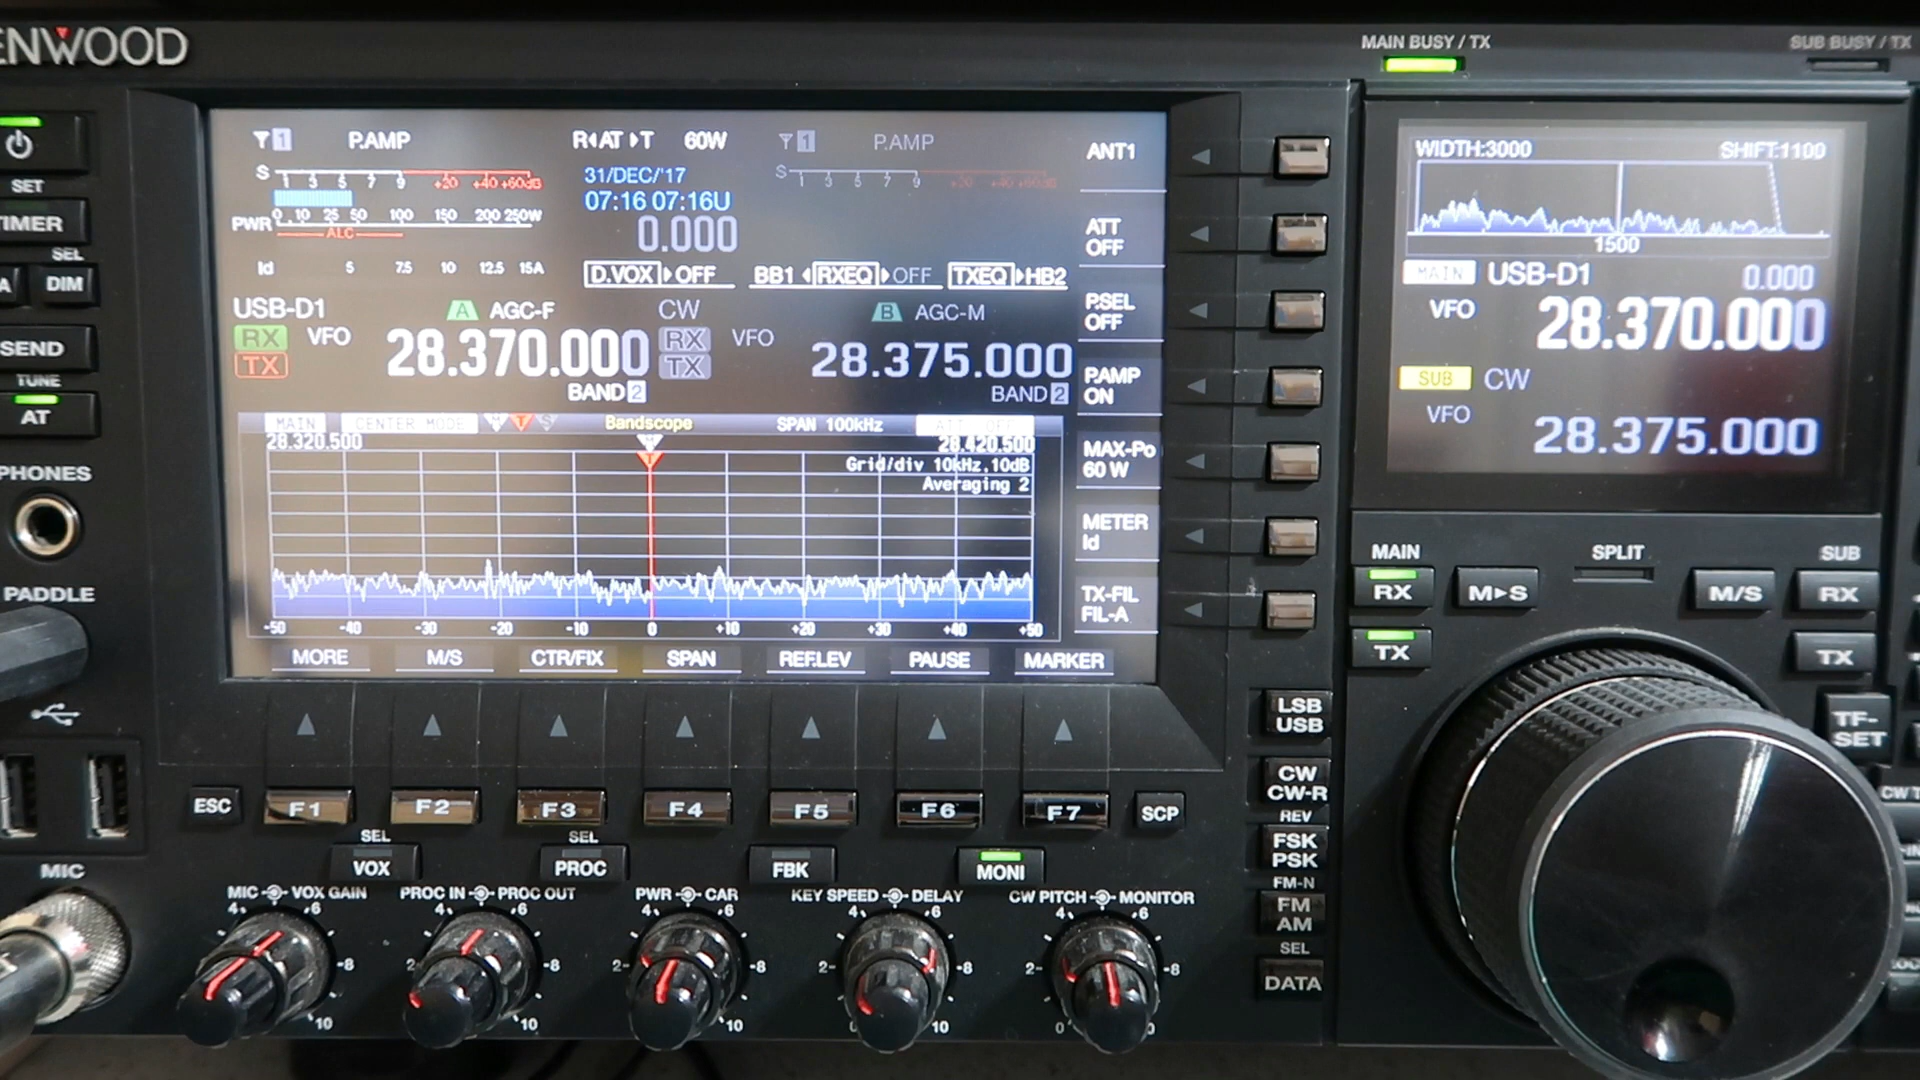 ENWOOD
MAIN BUSY / TX
SUB BUSY / TX
SET
TIMER
SEL
A
DIM
SEND
TUNE
AT
PHONES
PADDLE
MIC
1 P.AMP R◂AT▸T 60W 1 P.AMP
S 1 3 5 7 9 +20 +40 +60dB
31/DEC/'17
S 1 3 5 7 9 +20 +40 +60dB
07:16 07:16U
PWR 0 10 25 50 100 150 200 250W
ALC
0.000
Id 5 7.5 10 12.5 15A
D.VOX▸OFF BB1◂RXEQ▸OFF TXEQ▸HB2
USB-D1 A AGC-F CW B AGC-M
RX VFO 28.370.000 RX VFO 28.375.000
TX TX
BAND 2 BAND 2
MAIN CENTER MODE M T S Bandscope SPAN 100kHz ATT OFF
28.320.500 28.420.500
Grid/div 10kHz,10dB
Averaging 2
-50 -40 -30 -20 -10 0 +10 +20 +30 +40 +50
MORE M/S CTR/FIX SPAN REF.LEV PAUSE MARKER
ANT1
ATT
OFF
P.SEL
OFF
P.AMP
ON
MAX-Po
60 W
METER
Id
TX-FIL
FIL-A
WIDTH:3000 SHIFT:1100
1500
MAIN USB-D1 0.000
VFO 28.370.000
SUB CW
VFO 28.375.000
MAIN SPLIT SUB
RX M▸S M/S RX
TX TX
TF-
SET
LSB
USB
CW
CW-R
REV
FSK
PSK
FM-N
FM
AM
SEL
DATA
CW T
ESC F1 F2 F3 F4 F5 F6 F7 SCP
SEL SEL
VOX PROC FBK MONI
MIC VOX GAIN PROC IN PROC OUT PWR CAR KEY SPEED DELAY CW PITCH MONITOR
4 6 4 6 4 6 4 6 4 6
8 2 8 2 8 2 8 2 8
10 10 10 0 10 0